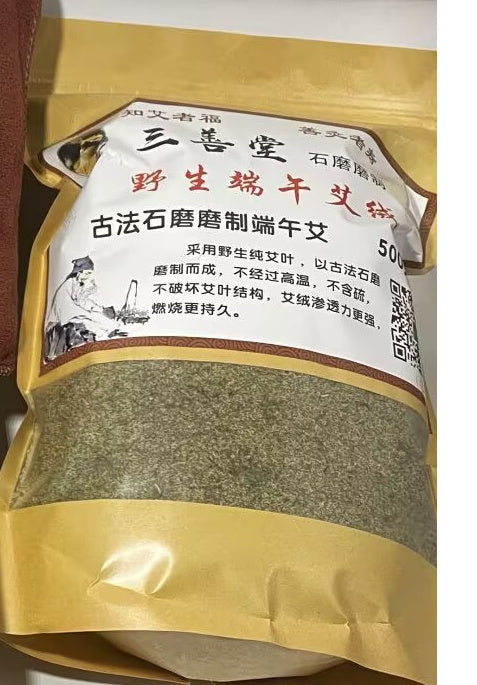 知艾者福
善艾者寿
三善堂
石磨磨制
野生端午艾绒
古法石磨磨制端午艾
500
采用野生纯艾叶，以古法石磨
磨制而成，不经过高温，不含硫，
不破坏艾叶结构，艾绒渗透力更强，
燃烧更持久。